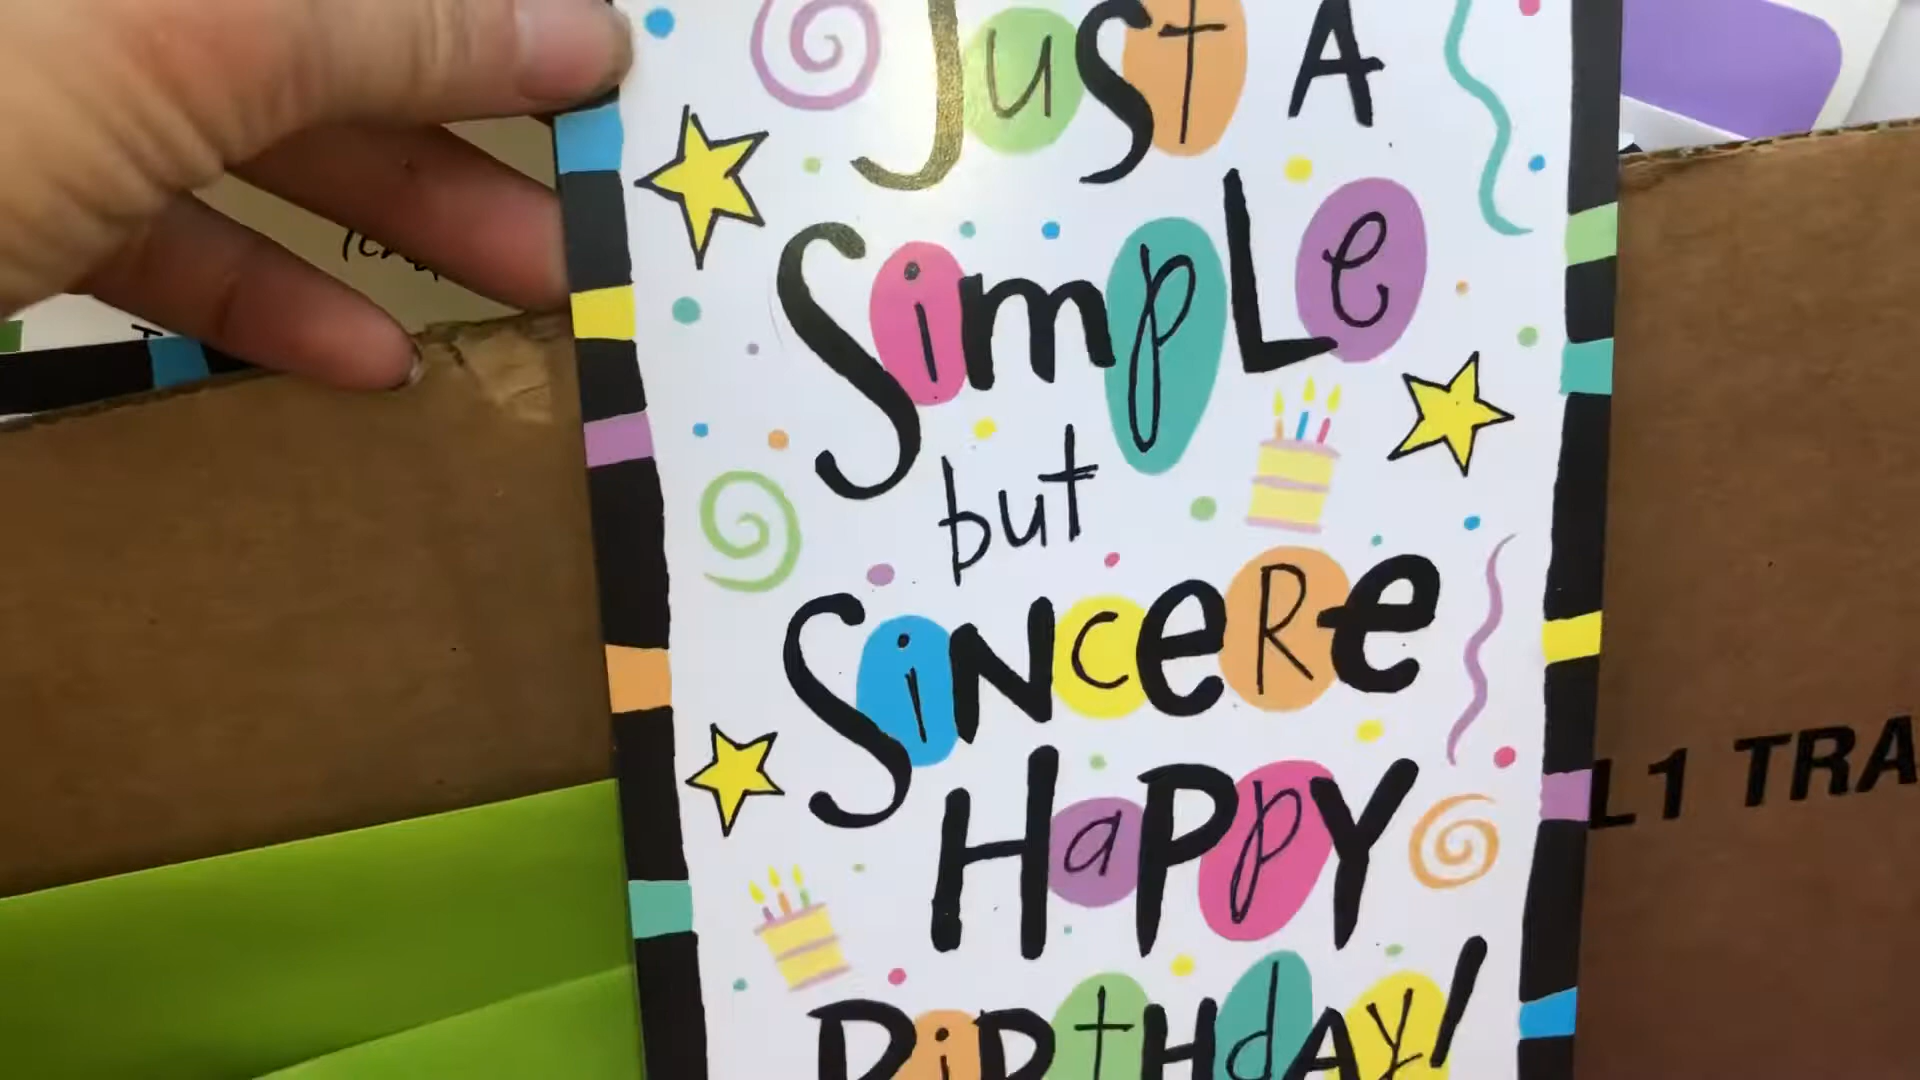 JUST A
SimpLe
but
SiNceRe
HaPpY
BiRtHdAy!
L1 TRA